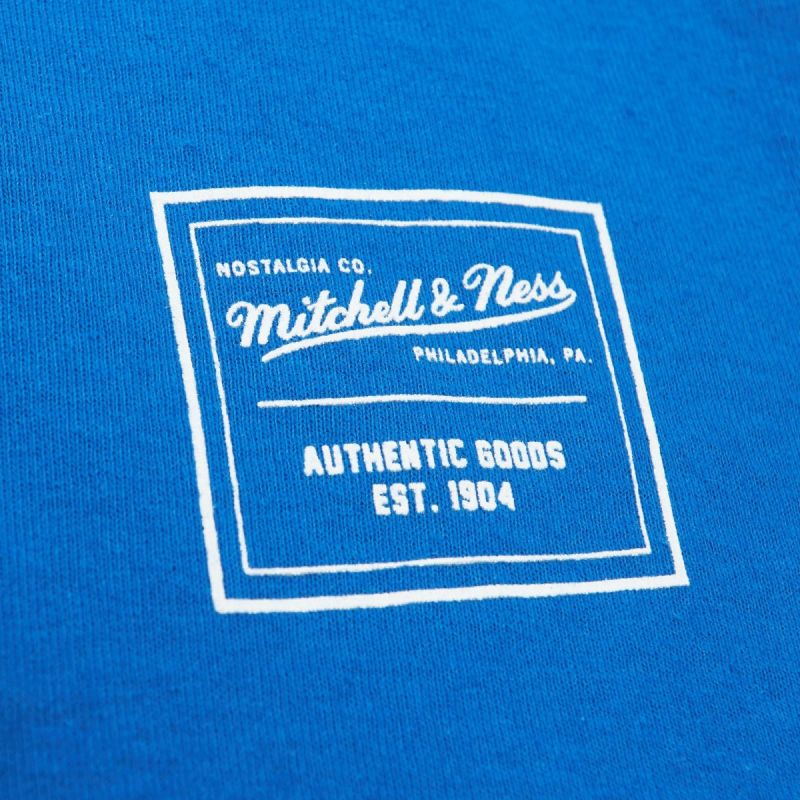 NOSTALGIA CO.
Mitchell & Ness
PHILADELPHIA, PA.
AUTHENTIC GOODS
EST. 1904